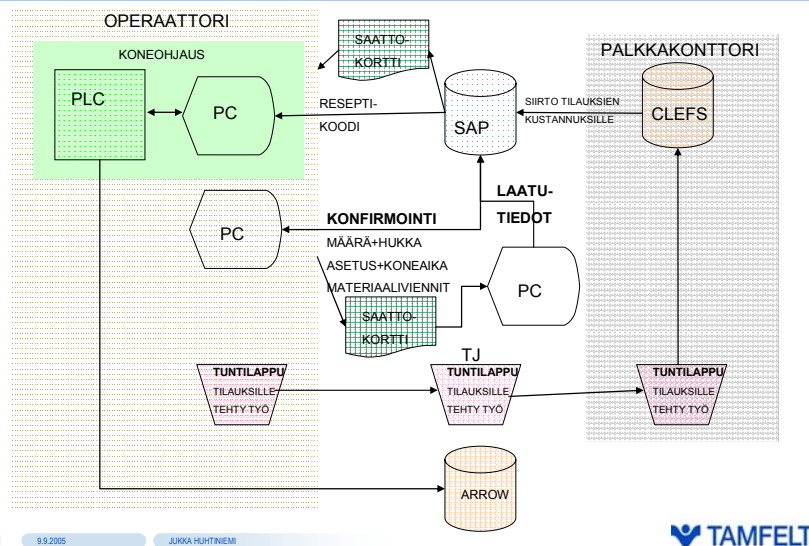 OPERAATTORI
KONEOHJAUS
PLC
PC
SAATTO-
KORTTI
RESEPTI-
KOODI
SAP
SIIRTO TILAUKSIEN
KUSTANNUKSILLE
PALKKAKONTTORI
CLEFS
PC
KONFIRMOINTI
MÄÄRÄ+HUKKA
ASETUS+KONEAIKA
MATERIAALIVIENNIT
LAATU-
TIEDOT
PC
SAATTO-
KORTTI
TUNTILAPPU
TILAUKSILLE
TEHTY TYÖ
TJ
TUNTILAPPU
TILAUKSILLE
TEHTY TYÖ
TUNTILAPPU
TILAUKSILLE
TEHTY TYÖ
ARROW
9.9.2005
JUKKA HUHTINIEMI
TAMFELT